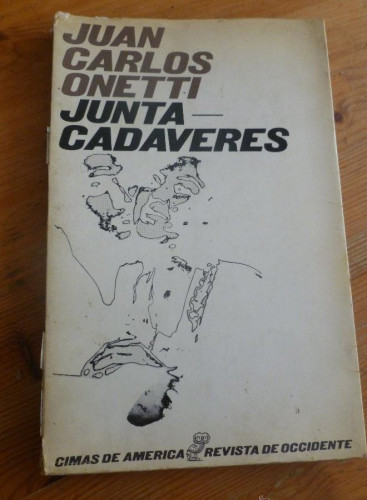 JUAN
CARLOS
ONETTI
JUNTA—
CADAVERES
CIMAS DE AMERICA REVISTA DE OCCIDENTE